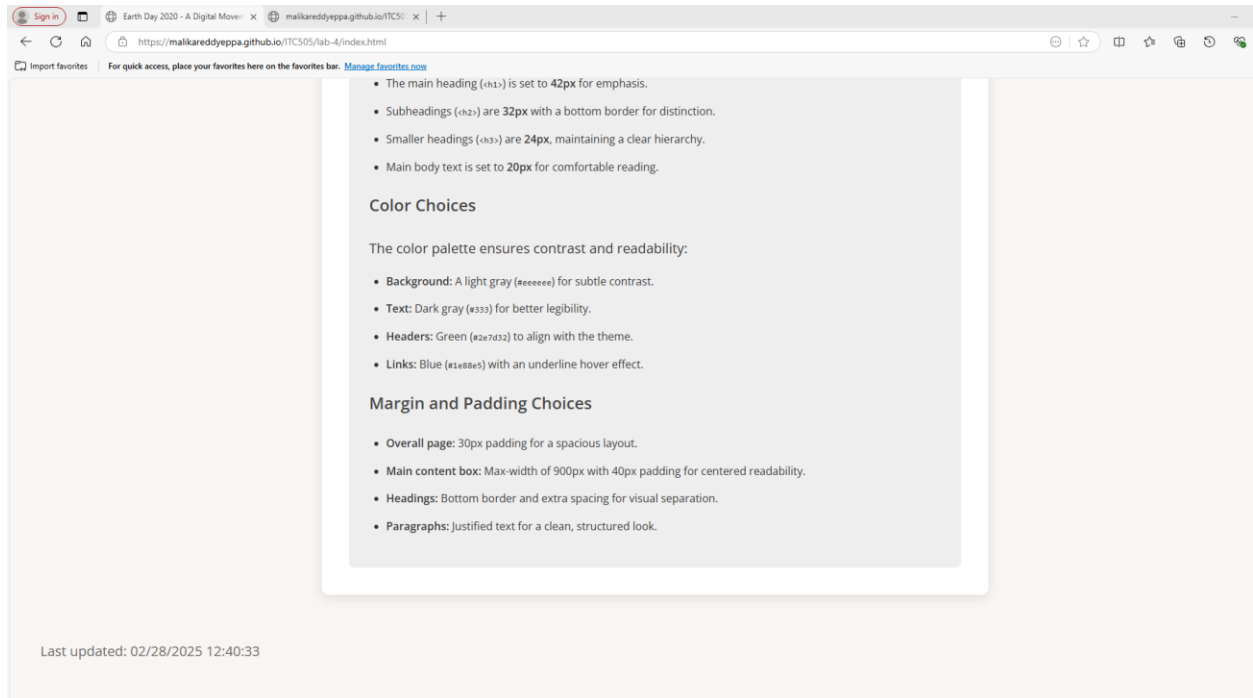 Sign in
Earth Day 2020 - A Digital Movem
malikareddyeppa.github.io/ITC50
https://malikareddyeppa.github.io/ITC505/lab-4/index.html
Import favorites
For quick access, place your favorites here on the favorites bar. Manage favorites now
• The main heading (<h1>) is set to 42px for emphasis.
• Subheadings (<h2>) are 32px with a bottom border for distinction.
• Smaller headings (<h3>) are 24px, maintaining a clear hierarchy.
• Main body text is set to 20px for comfortable reading.
Color Choices
The color palette ensures contrast and readability:
• Background: A light gray (#eeeeee) for subtle contrast.
• Text: Dark gray (#333) for better legibility.
• Headers: Green (#2e7d32) to align with the theme.
• Links: Blue (#1e88e5) with an underline hover effect.
Margin and Padding Choices
• Overall page: 30px padding for a spacious layout.
• Main content box: Max-width of 900px with 40px padding for centered readability.
• Headings: Bottom border and extra spacing for visual separation.
• Paragraphs: Justified text for a clean, structured look.
Last updated: 02/28/2025 12:40:33